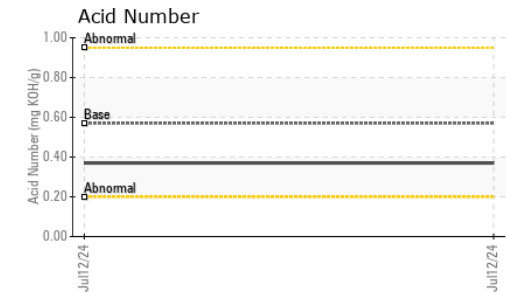 Acid Number
1.00
Abnormal
0.80
0.60
Base
0.40
Abnormal
0.20
0.00
Acid Number (mg KOH/g)
Jul12/24
Jul12/24